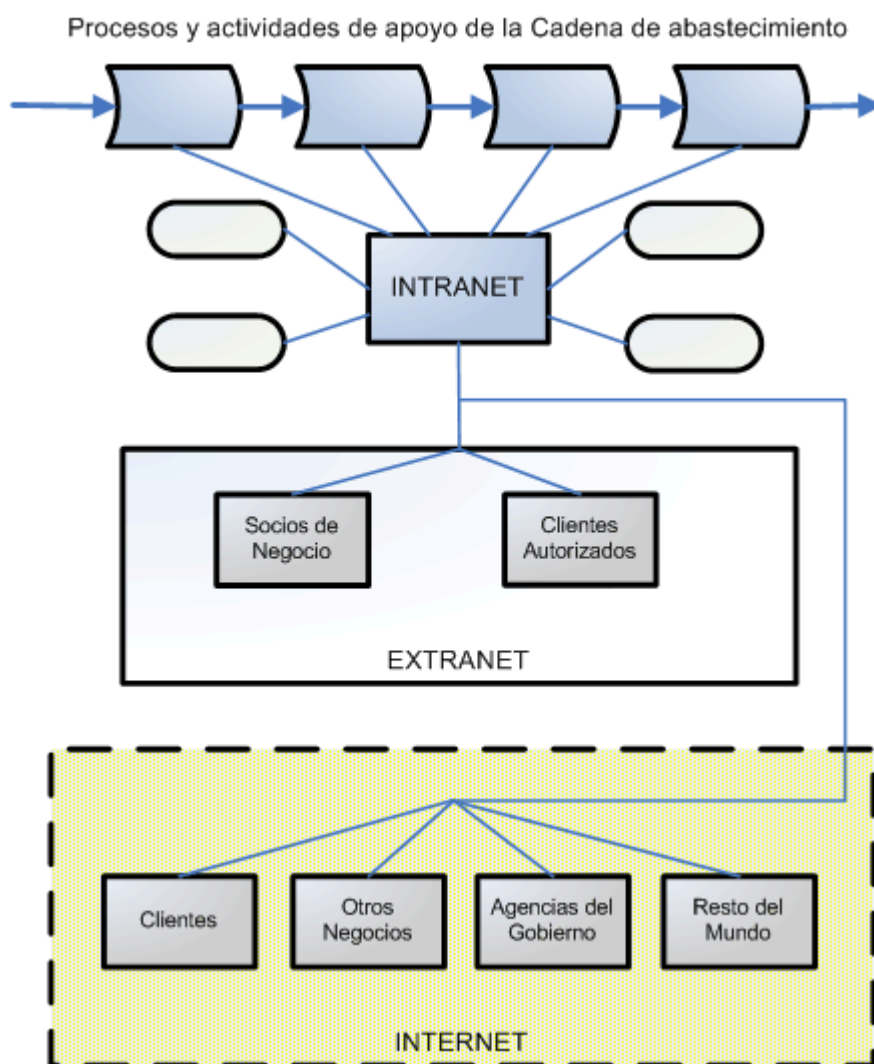 Procesos y actividades de apoyo de la Cadena de abastecimiento
INTRANET
Socios de
Negocio
Clientes
Autorizados
EXTRANET
Clientes
Otros
Negocios
Agencias del
Gobierno
Resto del
Mundo
INTERNET